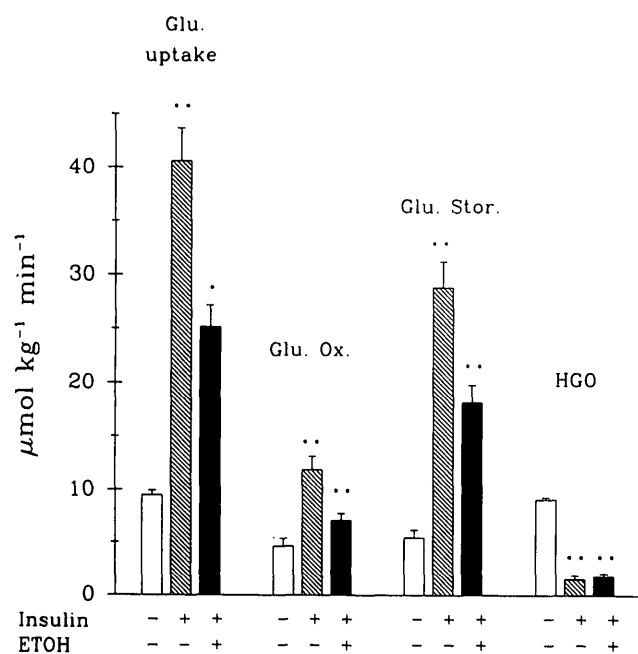 Glu.
uptake
Glu. Stor.
Glu. Ox.
HGO
μmol kg⁻¹ min⁻¹
40
30
20
10
0
Insulin − + + − + + − + + − + +
ETOH − − + − − + − − + − − +